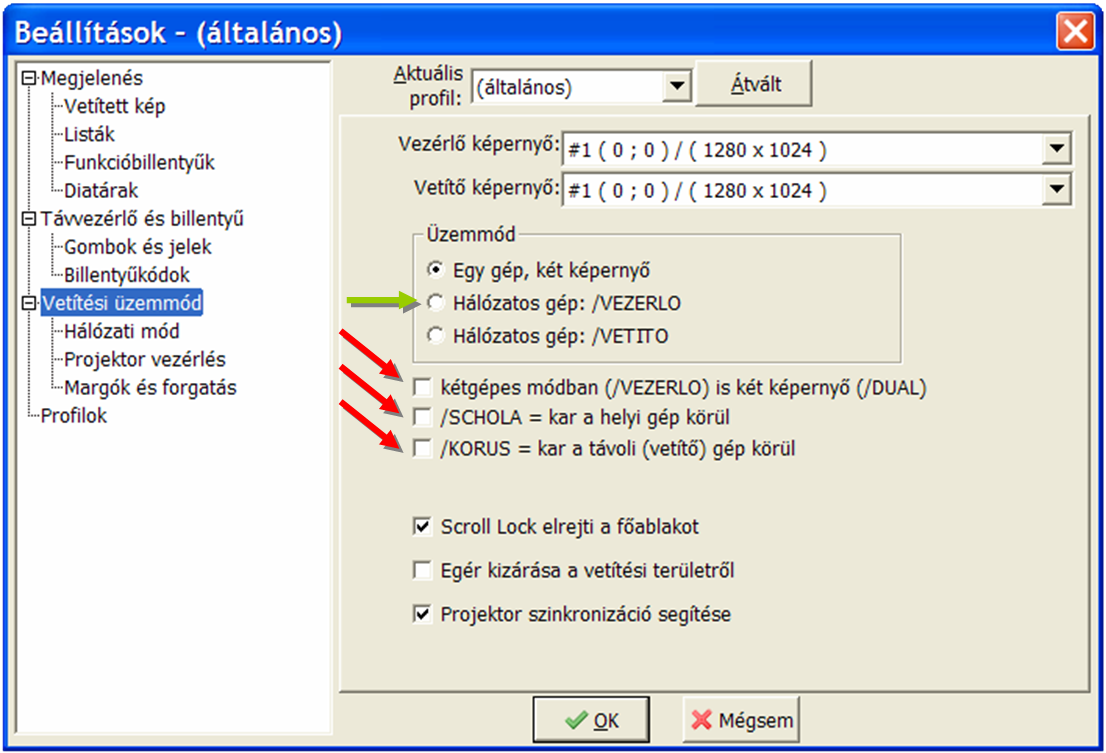 Beállítások - (általános)
Megjelenés
Vetített kép
Listák
Funkcióbillentyűk
Diatárak
Távvezérlő és billentyű
Gombok és jelek
Billentyűkódok
Vetítési üzemmód
Hálózati mód
Projektor vezérlés
Margók és forgatás
Profilok
Aktuális
profil: (általános) Átvált
Vezérlő képernyő: #1 ( 0 ; 0 ) / ( 1280 x 1024 )
Vetítő képernyő: #1 ( 0 ; 0 ) / ( 1280 x 1024 )
Üzemmód
Egy gép, két képernyő
Hálózatos gép: /VEZERLO
Hálózatos gép: /VETITO
kétgépes módban (/VEZERLO) is két képernyő (/DUAL)
/SCHOLA = kar a helyi gép körül
/KORUS = kar a távoli (vetítő) gép körül
Scroll Lock elrejti a főablakot
Egér kizárása a vetítési területről
Projektor szinkronizáció segítése
OK Mégsem